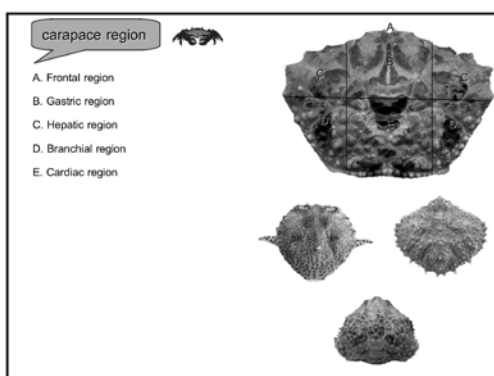 carapace region
A. Frontal region
B. Gastric region
C. Hepatic region
D. Branchial region
E. Cardiac region
A
B
C
C
D
D
E